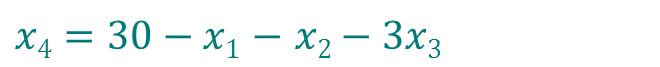 x₄ = 30 − x₁ − x₂ − 3x₃